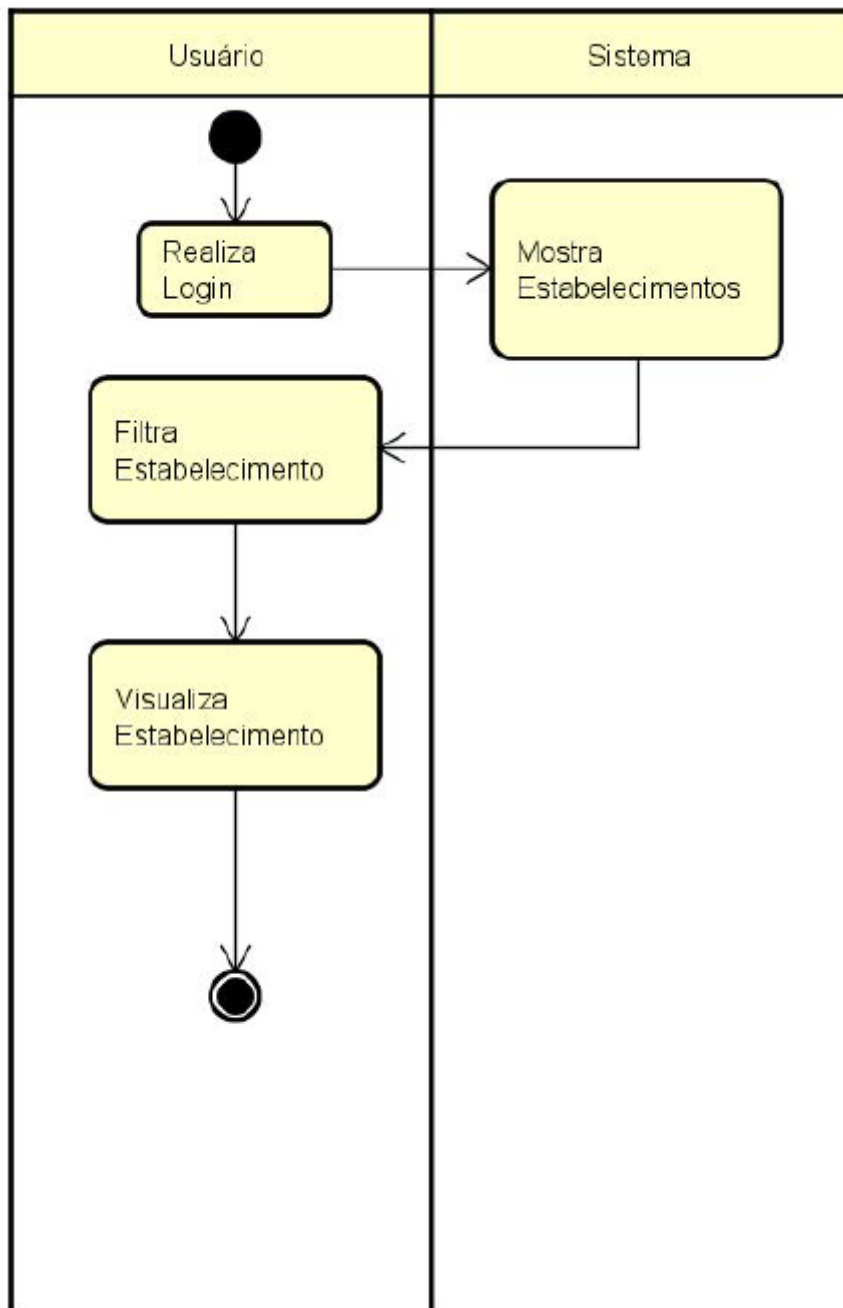 Usuário
Sistema
Realiza
Login
Mostra
Estabelecimentos
Filtra
Estabelecimento
Visualiza
Estabelecimento